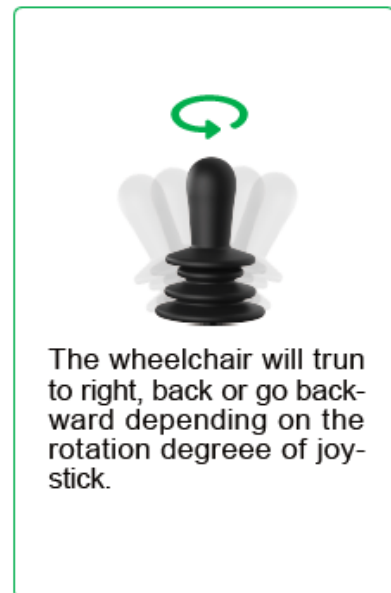 The wheelchair will trun
to right, back or go back-
ward depending on the
rotation degreee of joy-
stick.